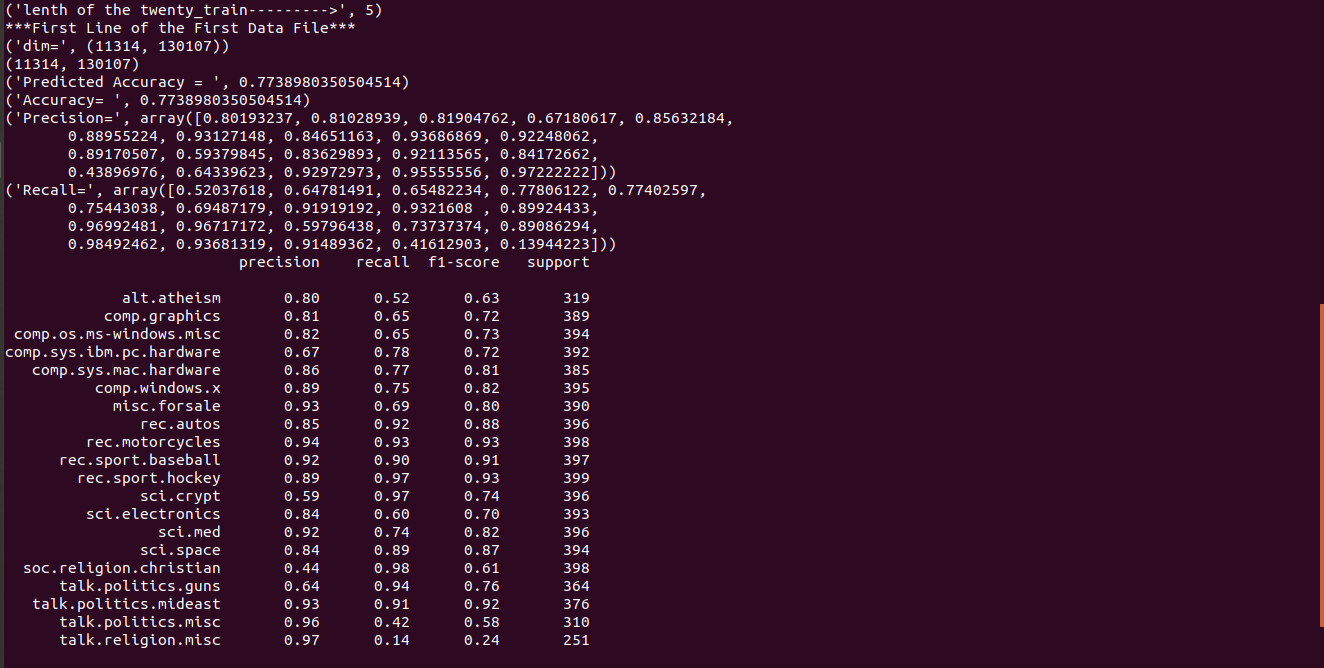 ('lenth of the twenty_train--------->', 5)
***First Line of the First Data File***
('dim=', (11314, 130107))
(11314, 130107)
('Predicted Accuracy = ', 0.7738980350504514)
('Accuracy= ', 0.7738980350504514)
('Precision=', array([0.80193237, 0.81028939, 0.81904762, 0.67180617, 0.85632184,
       0.88955224, 0.93127148, 0.84651163, 0.93686869, 0.92248062,
       0.89170507, 0.59379845, 0.83629893, 0.92113565, 0.84172662,
       0.43896976, 0.64339623, 0.92972973, 0.95555556, 0.97222222]))
('Recall=', array([0.52037618, 0.64781491, 0.65482234, 0.77806122, 0.77402597,
       0.75443038, 0.69487179, 0.91919192, 0.9321608 , 0.89924433,
       0.96992481, 0.96717172, 0.59796438, 0.73737374, 0.89086294,
       0.98492462, 0.93681319, 0.91489362, 0.41612903, 0.13944223]))
                          precision    recall  f1-score   support

             alt.atheism       0.80      0.52      0.63       319
           comp.graphics       0.81      0.65      0.72       389
 comp.os.ms-windows.misc       0.82      0.65      0.73       394
comp.sys.ibm.pc.hardware       0.67      0.78      0.72       392
   comp.sys.mac.hardware       0.86      0.77      0.81       385
          comp.windows.x       0.89      0.75      0.82       395
            misc.forsale       0.93      0.69      0.80       390
               rec.autos       0.85      0.92      0.88       396
         rec.motorcycles       0.94      0.93      0.93       398
      rec.sport.baseball       0.92      0.90      0.91       397
        rec.sport.hockey       0.89      0.97      0.93       399
               sci.crypt       0.59      0.97      0.74       396
         sci.electronics       0.84      0.60      0.70       393
                 sci.med       0.92      0.74      0.82       396
               sci.space       0.84      0.89      0.87       394
  soc.religion.christian       0.44      0.98      0.61       398
      talk.politics.guns       0.64      0.94      0.76       364
   talk.politics.mideast       0.93      0.91      0.92       376
      talk.politics.misc       0.96      0.42      0.58       310
      talk.religion.misc       0.97      0.14      0.24       251